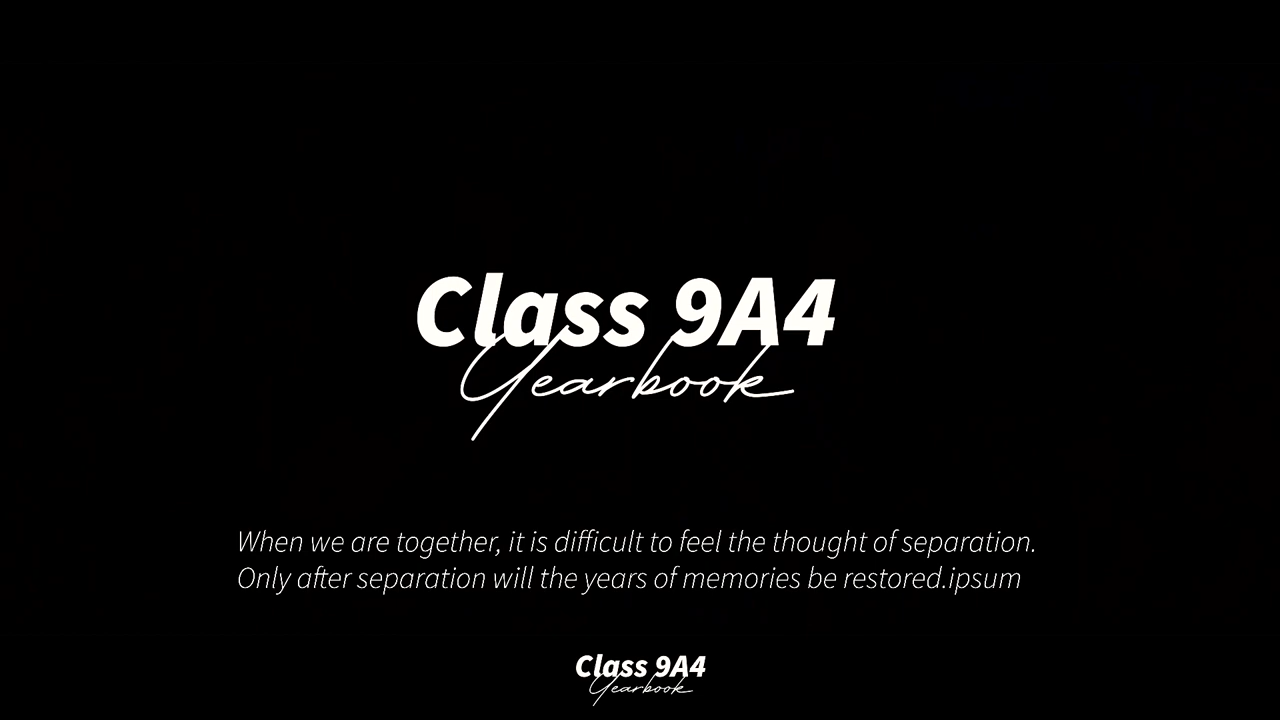 Class 9A4
Yearbook
When we are together, it is difficult to feel the thought of separation.
Only after separation will the years of memories be restored.ipsum
Class 9A4
Yearbook